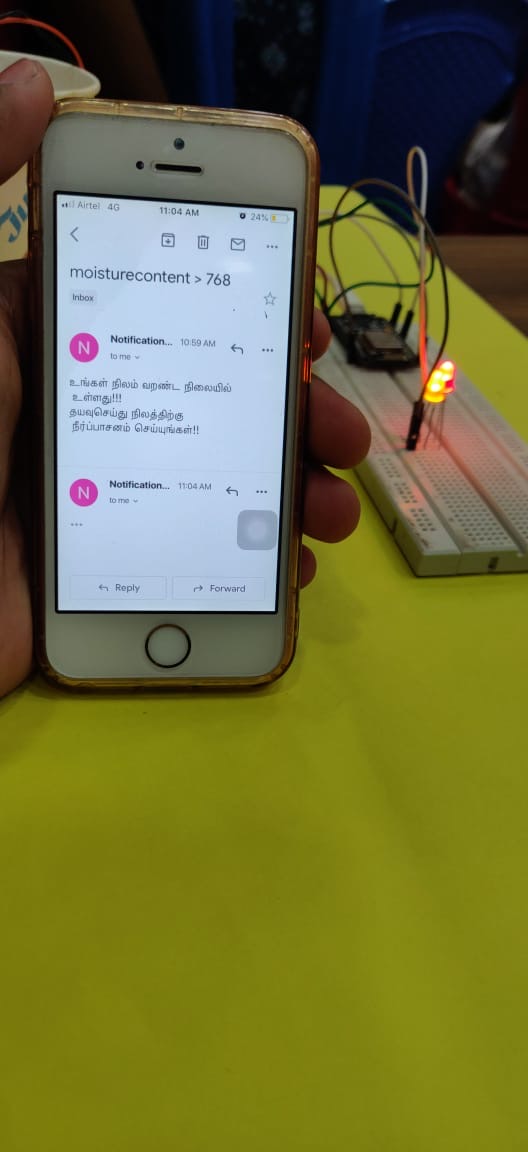 Airtel 4G 11:04 AM 24%
moisturecontent > 768
Inbox
N Notification... 10:59 AM
to me
உங்கள் நிலம் வறண்ட நிலையில்
உள்ளது!!!
தயவுசெய்து நிலத்திற்கு
நீர்ப்பாசனம் செய்யுங்கள்!!
N Notification... 11:04 AM
to me
...
Reply Forward